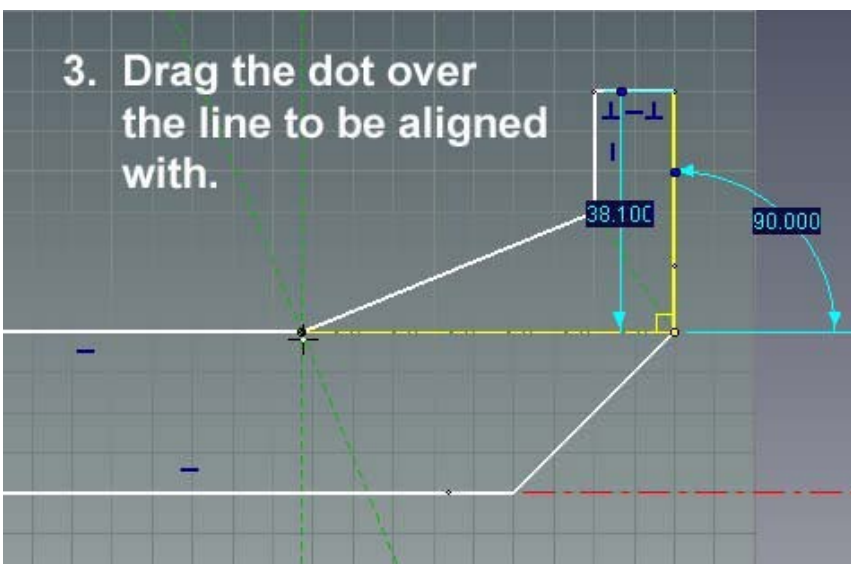 3. Drag the dot over
the line to be aligned
with.
38.100
90.000